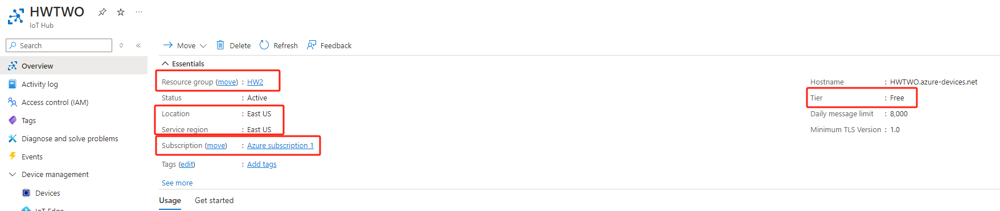 HWTWO
IoT Hub
Search
Overview
Activity log
Access control (IAM)
Tags
Diagnose and solve problems
Events
Device management
Devices
IoT Edge
Move
Delete
Refresh
Feedback
Essentials
Resource group (move) : HW2
Status : Active
Location : East US
Service region : East US
Subscription (move) : Azure subscription 1
Tags (edit) : Add tags
See more
Hostname : HWTWO.azure-devices.net
Tier : Free
Daily message limit : 8,000
Minimum TLS Version : 1.0
Usage
Get started